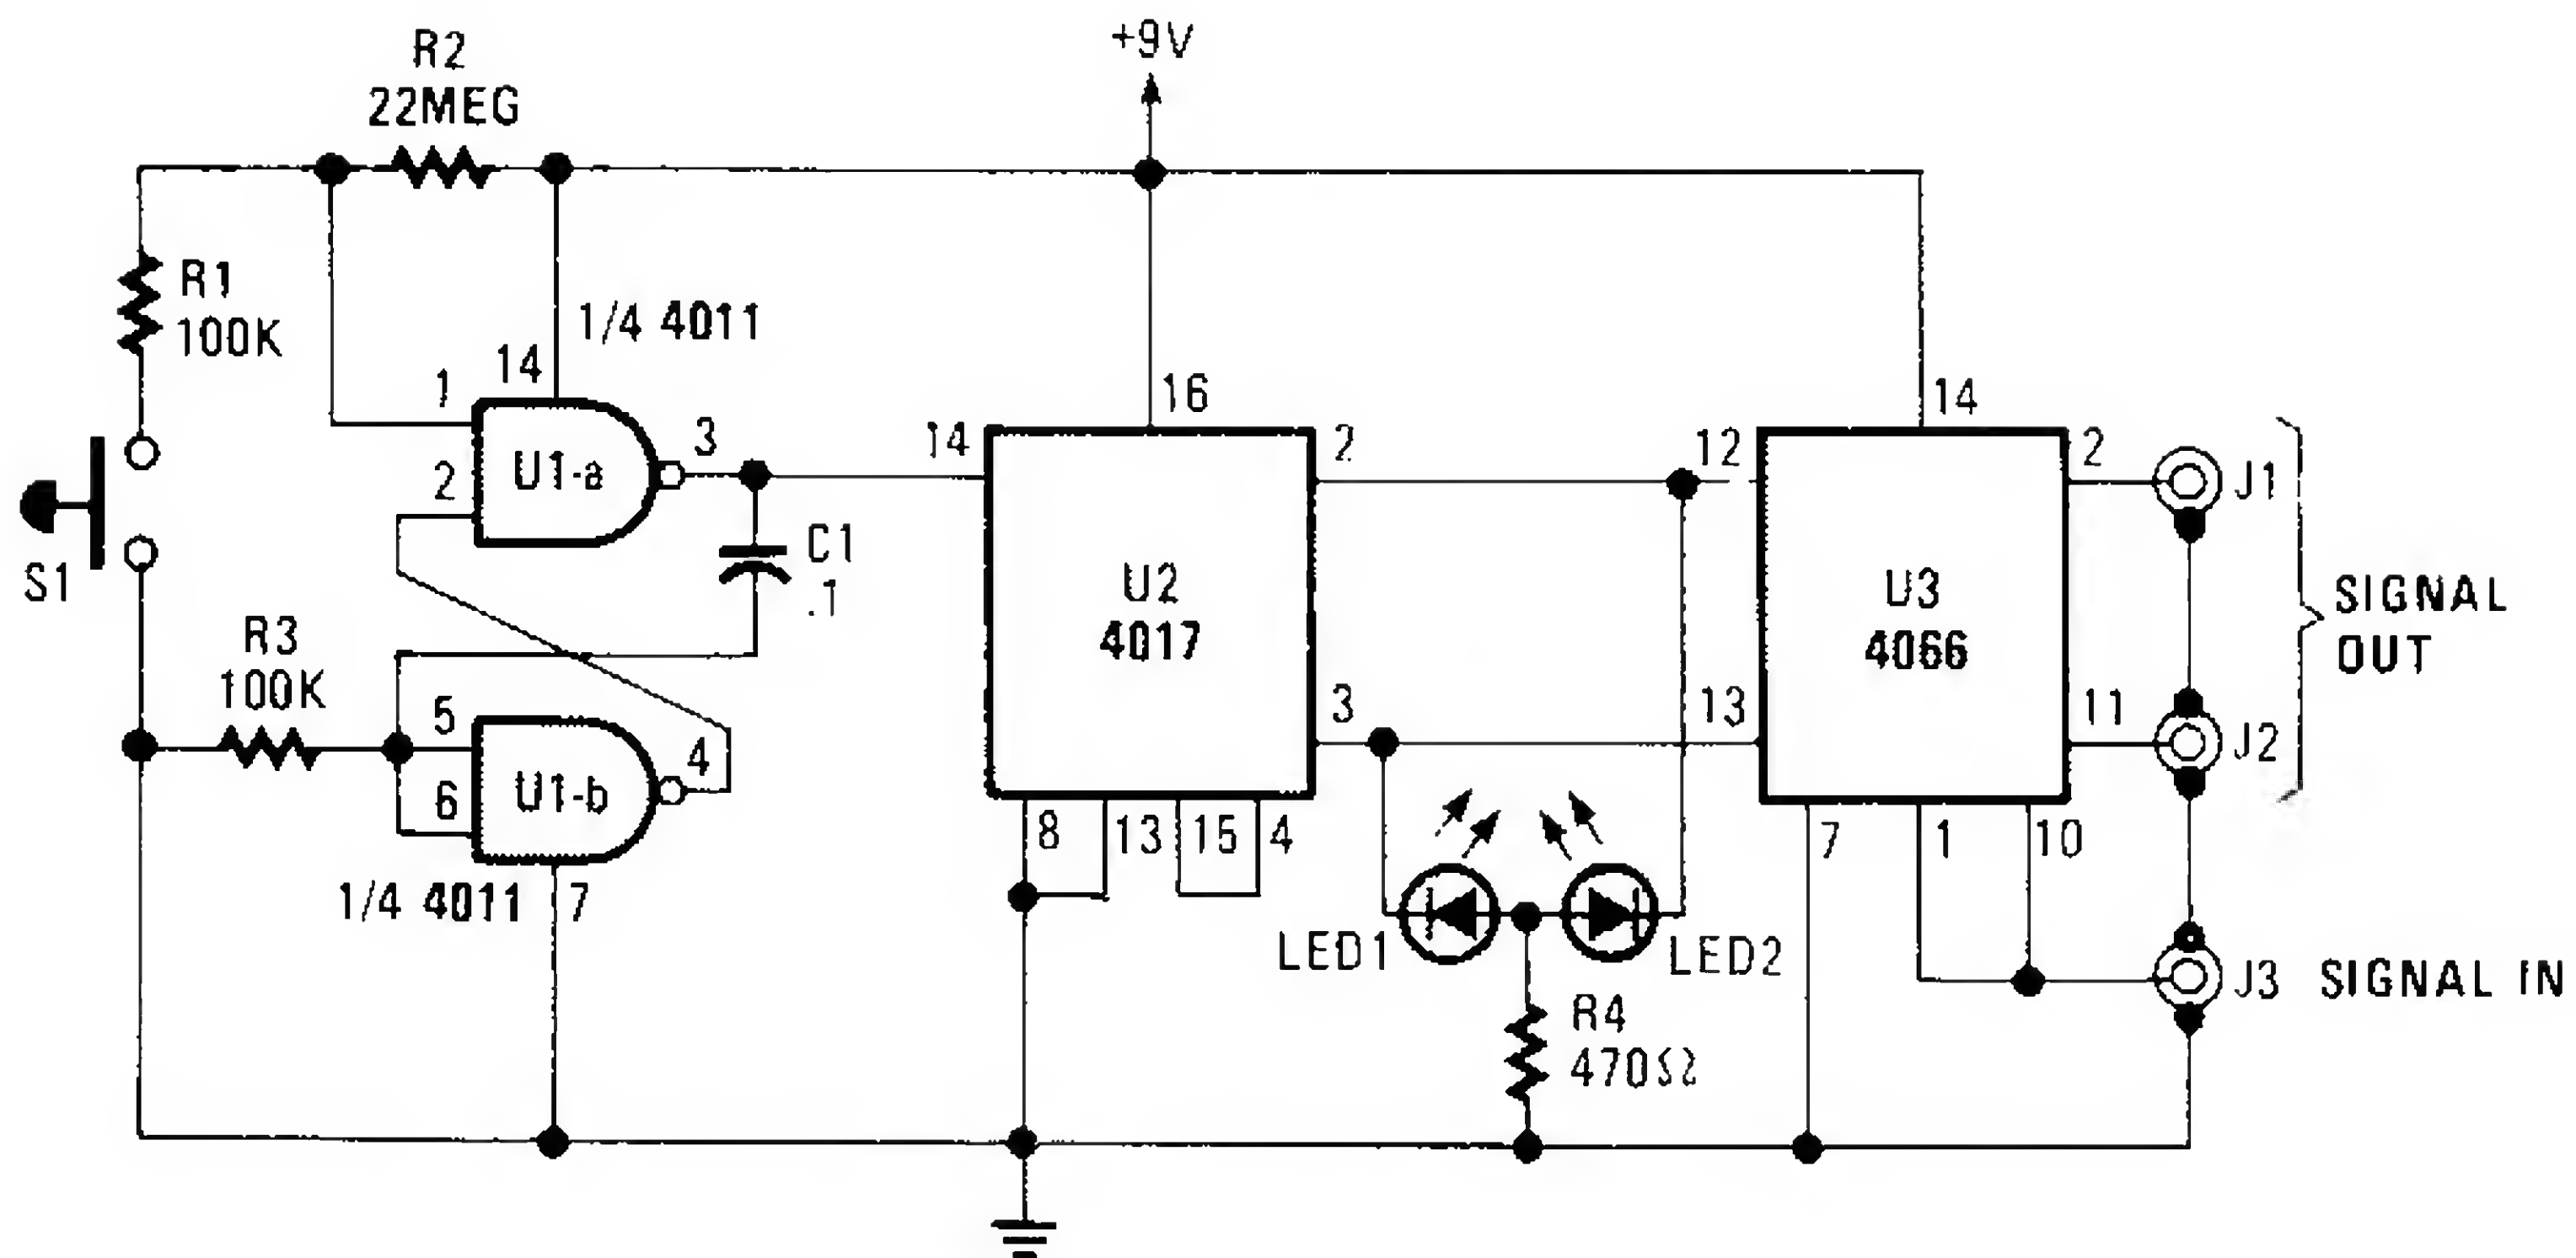 +9V
R2
22MEG
R1
100K
1/4 4011
14
1
2
3
U1-a
S1
C1
.1
R3
100K
5
6
4
U1-b
1/4 4011
7
14
16
2
3
U2
4017
8
13
15
4
12
13
14
2
11
U3
4066
7
1
10
J1
J2
SIGNAL
OUT
LED1
LED2
R4
470Ω
J3
SIGNAL IN